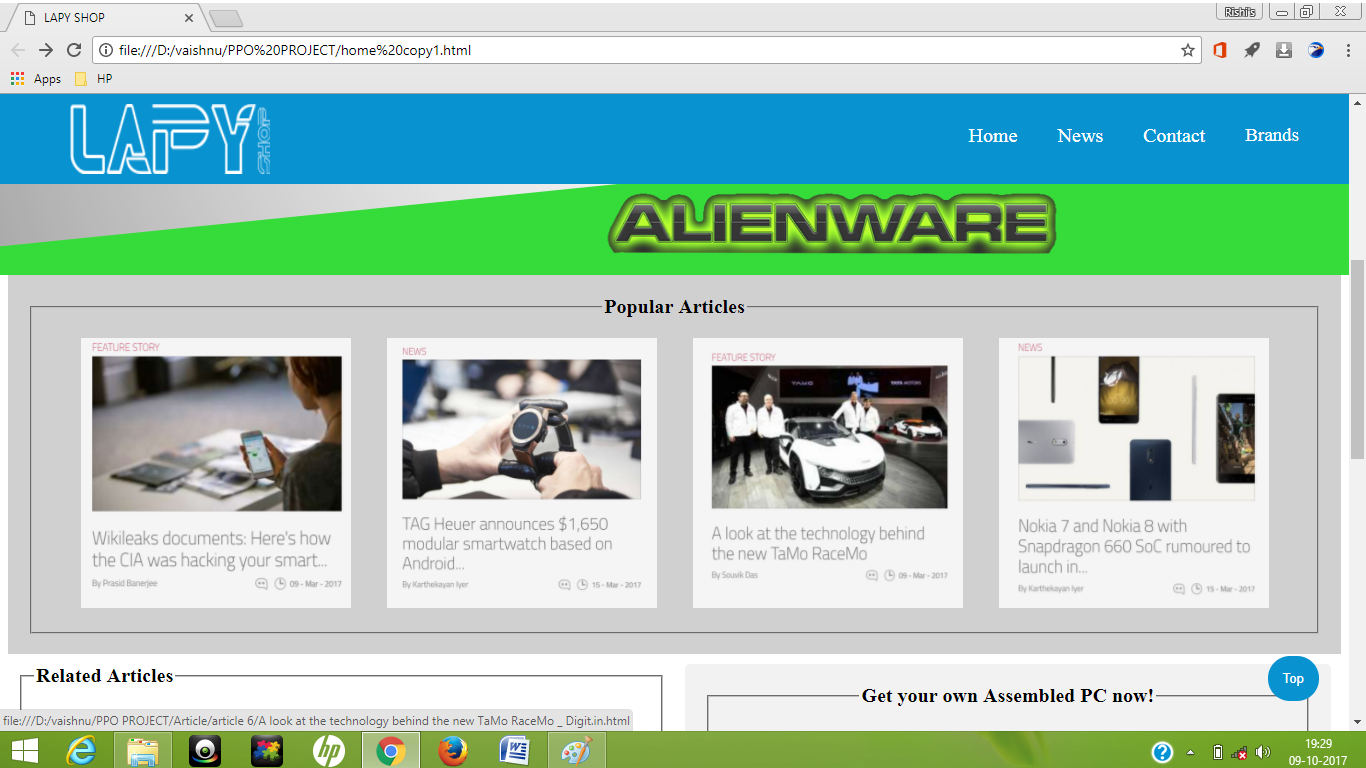 LAPY SHOP
Rishi's
file:///D:/vaishnu/PPO%20PROJECT/home%20copy1.html
Apps
HP
LAPY SHOP
Home
News
Contact
Brands
ALIENWARE
Popular Articles
FEATURE STORY
Wikileaks documents: Here's how
the CIA was hacking your smart...
By Prasid Banerjee
09 - Mar - 2017
NEWS
TAG Heuer announces $1,650
modular smartwatch based on
Android...
By Karthekayan Iyer
15 - Mar - 2017
FEATURE STORY
TAMO
TATA MOTORS
A look at the technology behind
the new TaMo RaceMo
By Souvik Das
09 - Mar - 2017
NEWS
Nokia 7 and Nokia 8 with
Snapdragon 660 SoC rumoured to
launch in...
By Karthekayan Iyer
15 - Mar - 2017
Related Articles
Get your own Assembled PC now!
Top
file:///D:/vaishnu/PPO PROJECT/Article/article 6/A look at the technology behind the new TaMo RaceMo _ Digit.in.html
hp
19:29
09-10-2017